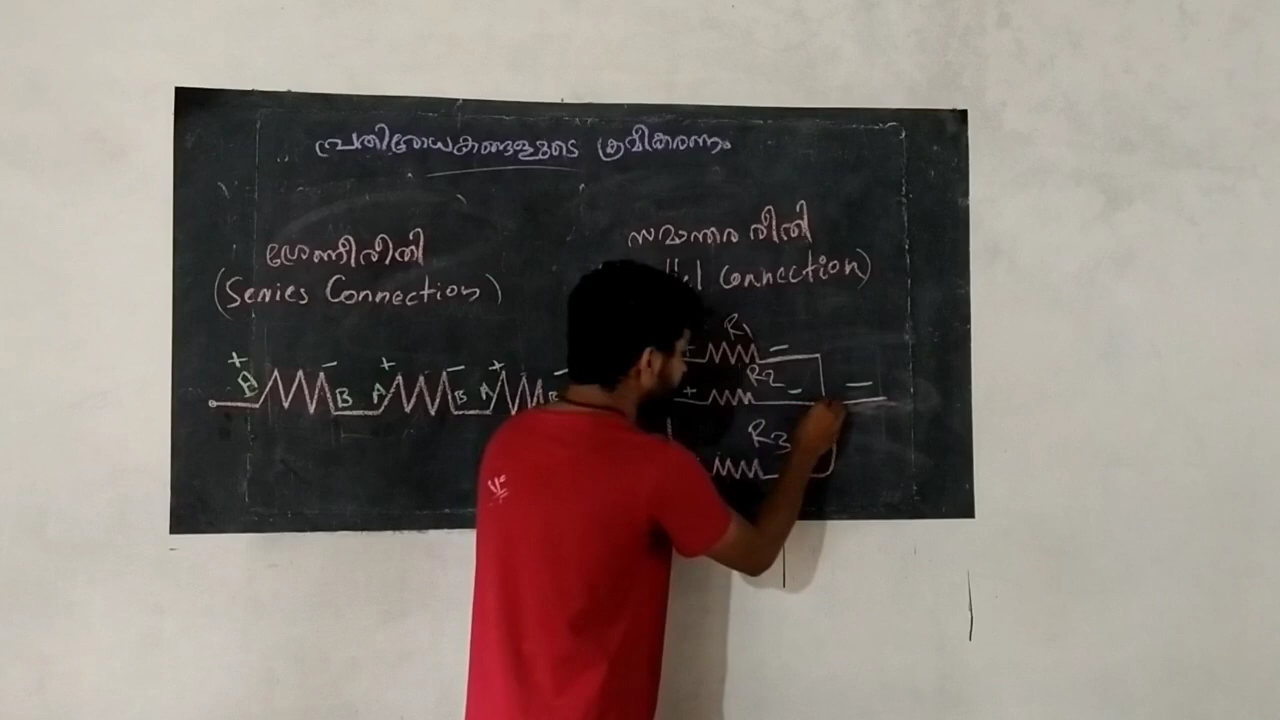 പ്രതിരോധകങ്ങളുടെ ക്രമീകരണം
ശ്രേണീരീതി
(Series Connection)
സമാന്തര രീതി
Connection)
+ - + - + -
A B A B A B
R1
+ -
R2
+ - -
R3